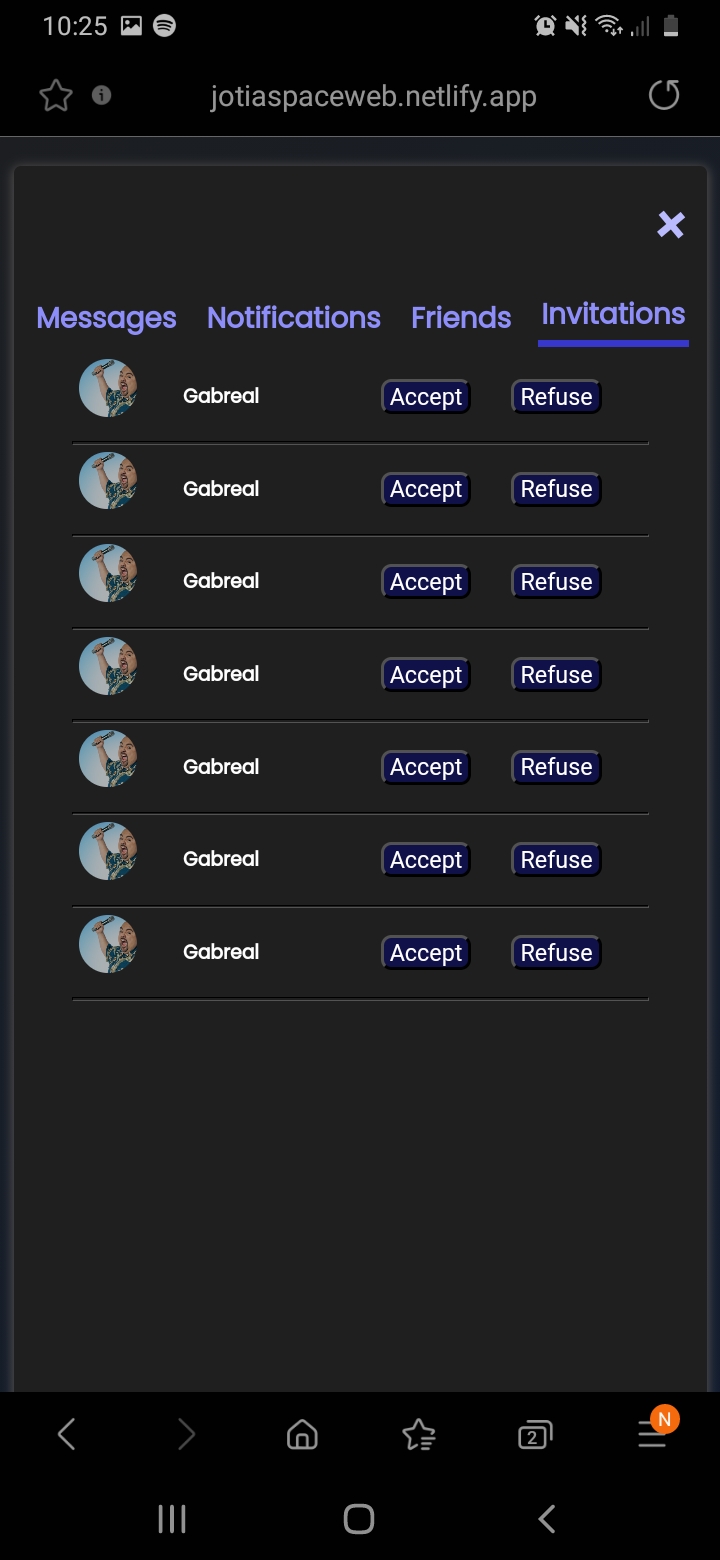 10:25
jotiaspaceweb.netlify.app
Messages Notifications Friends Invitations
Gabreal Accept Refuse
Gabreal Accept Refuse
Gabreal Accept Refuse
Gabreal Accept Refuse
Gabreal Accept Refuse
Gabreal Accept Refuse
Gabreal Accept Refuse
2 N